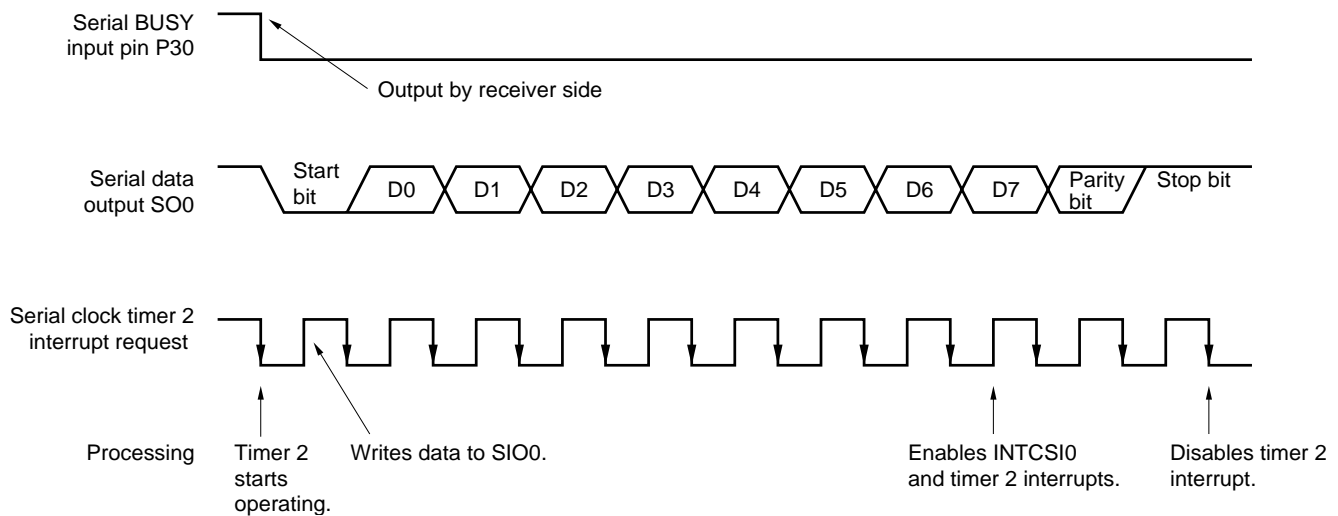 Serial BUSY
input pin P30
Output by receiver side
Serial data
output SO0
Start
bit
D0
D1
D2
D3
D4
D5
D6
D7
Parity
bit
Stop bit
Serial clock timer 2
interrupt request
Processing
Timer 2
starts
operating.
Writes data to SIO0.
Enables INTCSI0
and timer 2 interrupts.
Disables timer 2
interrupt.